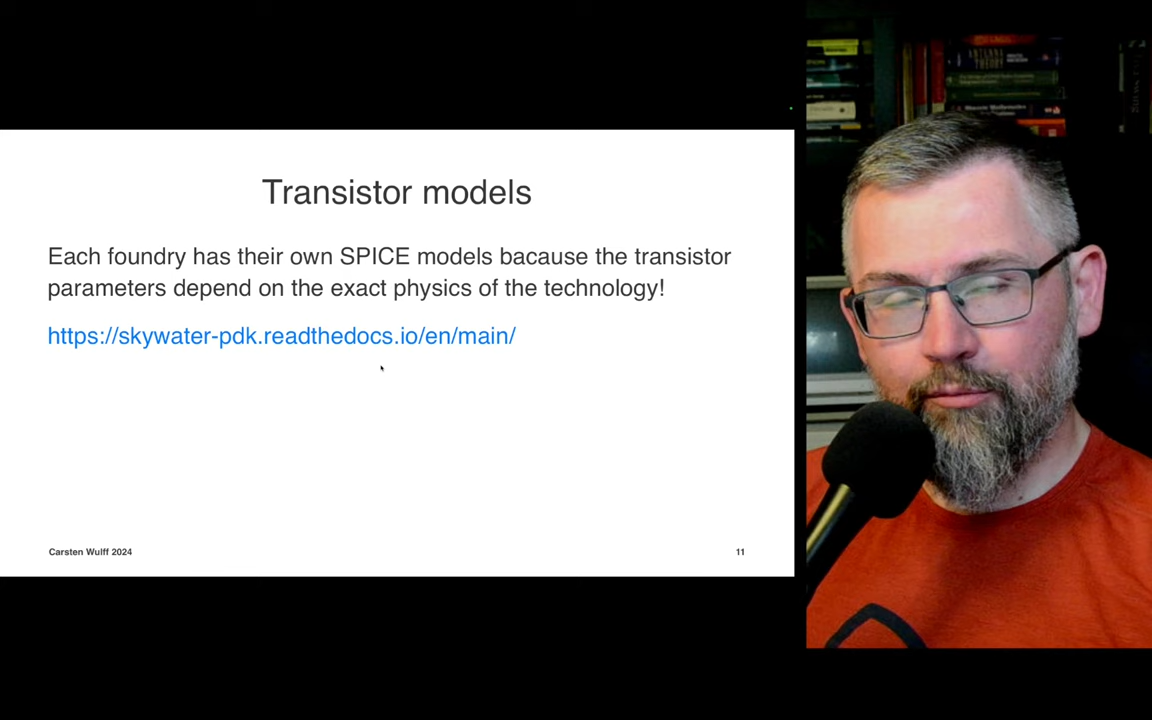 Transistor models
Each foundry has their own SPICE models bacause the transistor
parameters depend on the exact physics of the technology!
https://skywater-pdk.readthedocs.io/en/main/
Carsten Wulff 2024
11